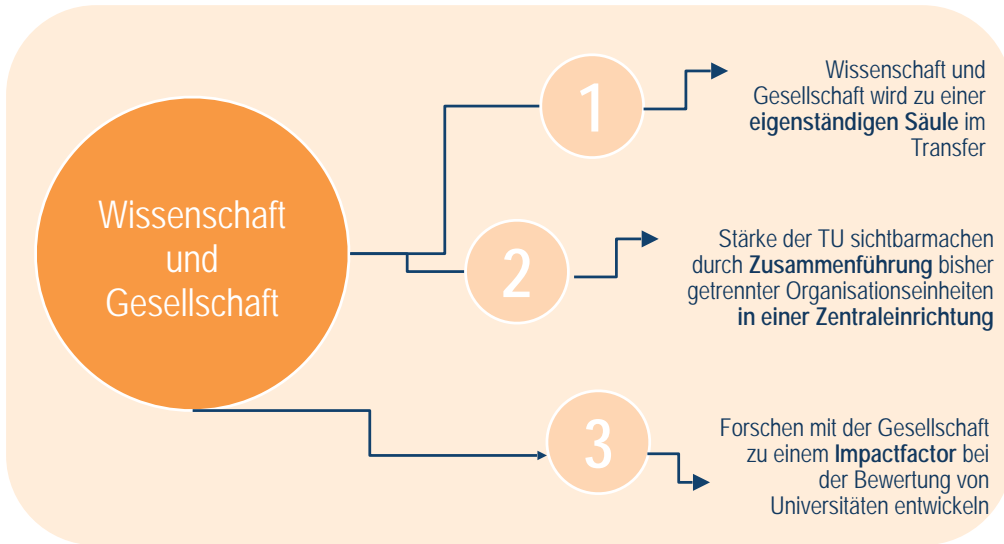 Wissenschaft
und
Gesellschaft
1
Wissenschaft und
Gesellschaft wird zu einer
eigenständigen Säule im
Transfer
2
Stärke der TU sichtbarmachen
durch Zusammenführung bisher
getrennter Organisationseinheiten
in einer Zentraleinrichtung
3
Forschen mit der Gesellschaft
zu einem Impactfactor bei
der Bewertung von
Universitäten entwickeln